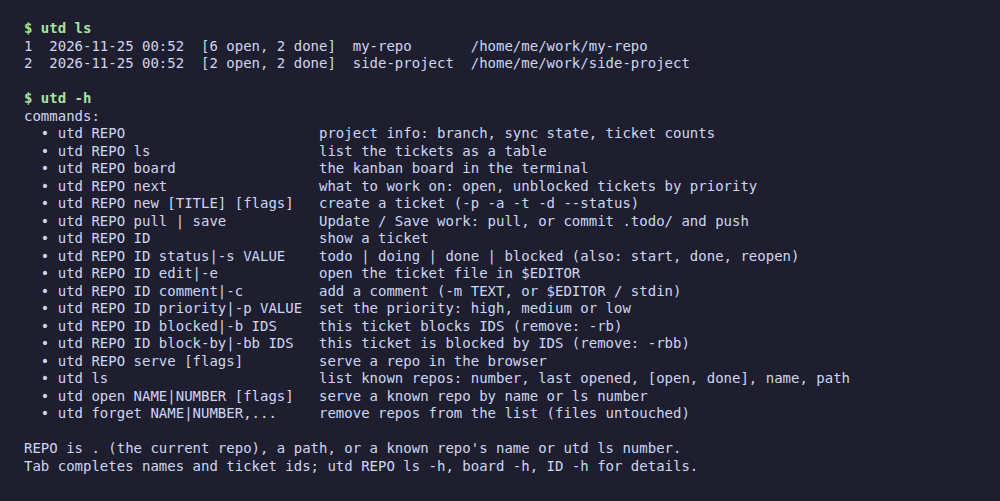 $ utd ls
1  2026-11-25 00:52  [6 open, 2 done]  my-repo       /home/me/work/my-repo
2  2026-11-25 00:52  [2 open, 2 done]  side-project  /home/me/work/side-project

$ utd -h
commands:
  • utd REPO                       project info: branch, sync state, ticket counts
  • utd REPO ls                    list the tickets as a table
  • utd REPO board                 the kanban board in the terminal
  • utd REPO next                  what to work on: open, unblocked tickets by priority
  • utd REPO new [TITLE] [flags]   create a ticket (-p -a -t -d --status)
  • utd REPO pull | save           Update / Save work: pull, or commit .todo/ and push
  • utd REPO ID                    show a ticket
  • utd REPO ID status|-s VALUE    todo | doing | done | blocked (also: start, done, reopen)
  • utd REPO ID edit|-e            open the ticket file in $EDITOR
  • utd REPO ID comment|-c         add a comment (-m TEXT, or $EDITOR / stdin)
  • utd REPO ID priority|-p VALUE  set the priority: high, medium or low
  • utd REPO ID blocked|-b IDS     this ticket blocks IDS (remove: -rb)
  • utd REPO ID block-by|-bb IDS   this ticket is blocked by IDS (remove: -rbb)
  • utd REPO serve [flags]         serve a repo in the browser
  • utd ls                         list known repos: number, last opened, [open, done], name, path
  • utd open NAME|NUMBER [flags]   serve a known repo by name or ls number
  • utd forget NAME|NUMBER,...     remove repos from the list (files untouched)

REPO is . (the current repo), a path, or a known repo's name or utd ls number.
Tab completes names and ticket ids; utd REPO ls -h, board -h, ID -h for details.